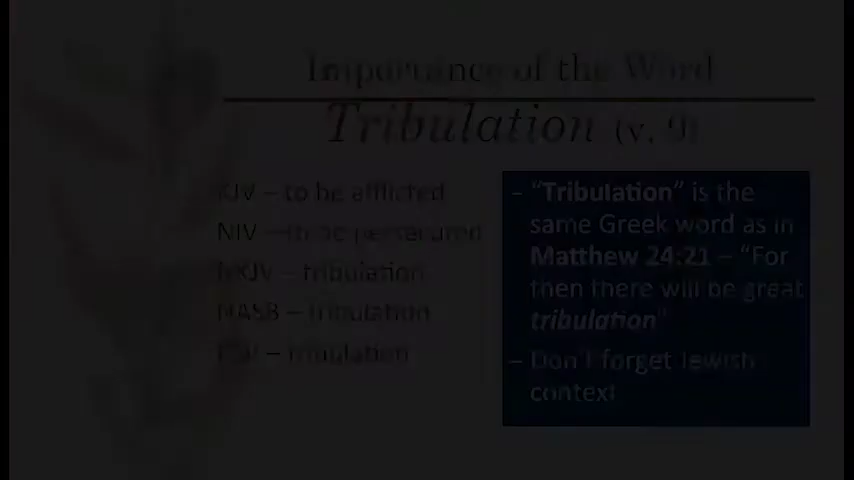 Importance of the Word
Tribulation (v. 9)
KJV – to be afflicted
NIV – to be persecuted
NKJV – tribulation
NASB – tribulation
– tribulation
– “Tribulation” is the
same Greek word as in
Matthew 24:21 – “For
then there will be great
tribulation”
– Don’t forget Jewish
context